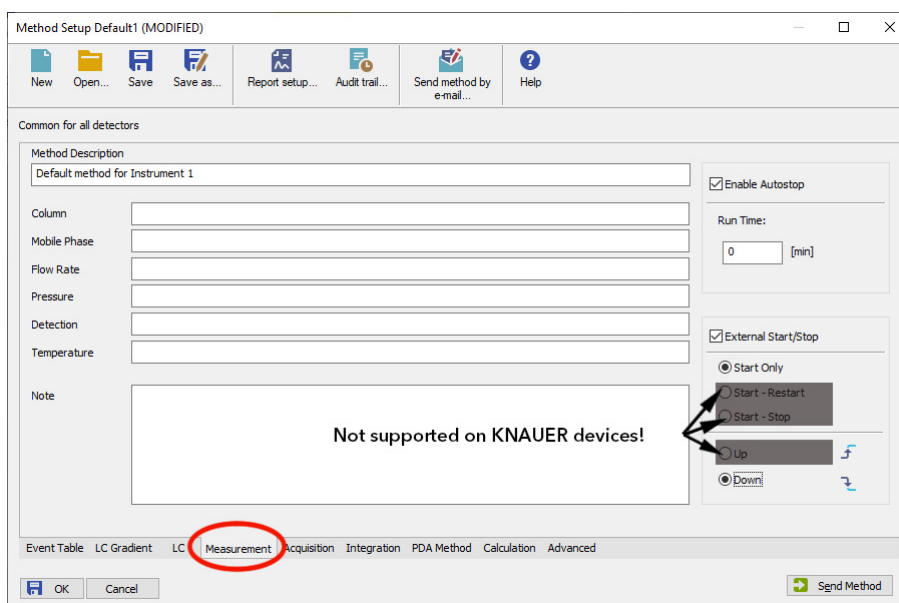 Method Setup Default1 (MODIFIED)
New Open... Save Save as... Report setup... Audit trail... Send method by e-mail... Help
Common for all detectors
Method Description
Default method for Instrument 1
Enable Autostop
Column
Run Time:
Mobile Phase
0 [min]
Flow Rate
Pressure
Detection
External Start/Stop
Temperature
Start Only
Note
Start - Restart
Start - Stop
Not supported on KNAUER devices!
Up
Down
Event Table LC Gradient LC Measurement Acquisition Integration PDA Method Calculation Advanced
OK Cancel Send Method